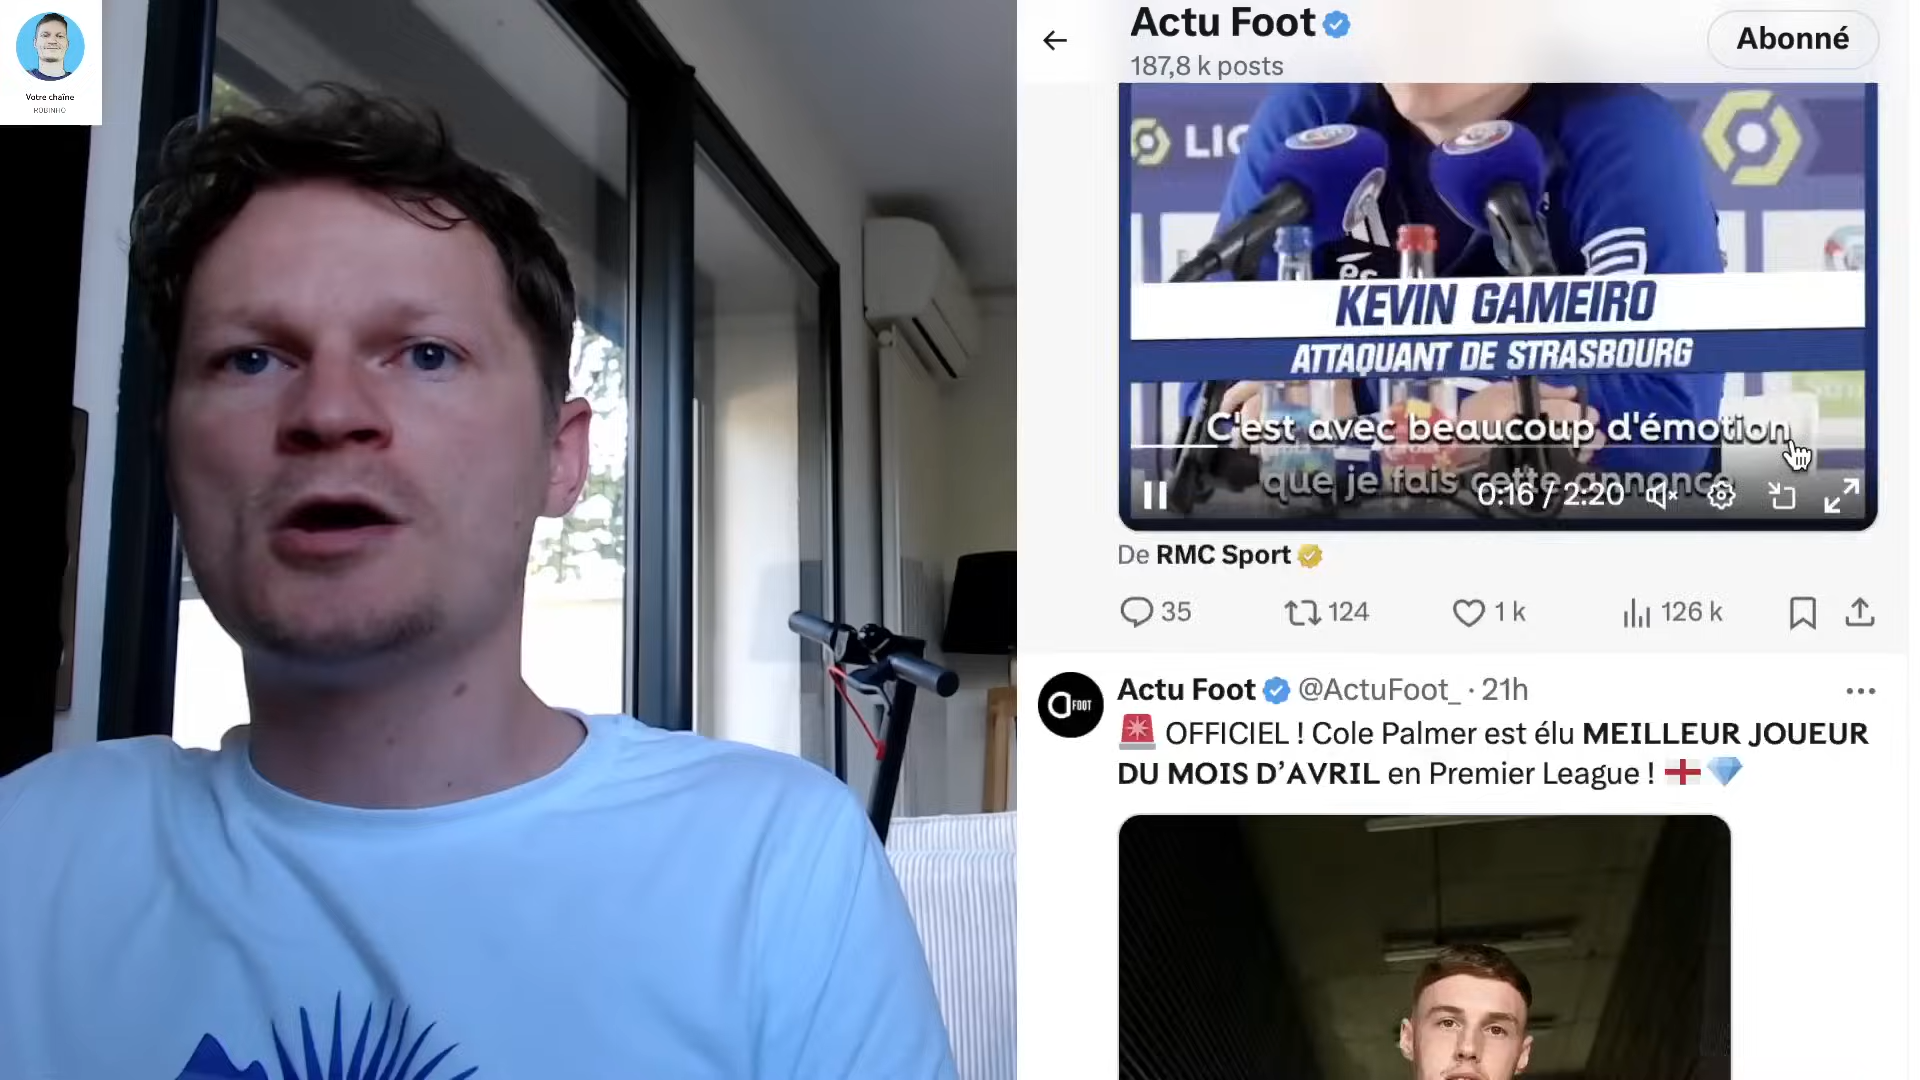 Votre chaîne
ROBINHO
Actu Foot
187,8 k posts
Abonné
LIG
KEVIN GAMEIRO
ATTAQUANT DE STRASBOURG
C'est avec beaucoup d'émotion
que je fais cette annonce
0:16 / 2:20
De RMC Sport
35
124
1 k
126 k
FOOT
Actu Foot @ActuFoot_ · 21h
🚨 OFFICIEL ! Cole Palmer est élu MEILLEUR JOUEUR
DU MOIS D’AVRIL en Premier League ! 🏴󠁧󠁢󠁥󠁮󠁧󠁿💎